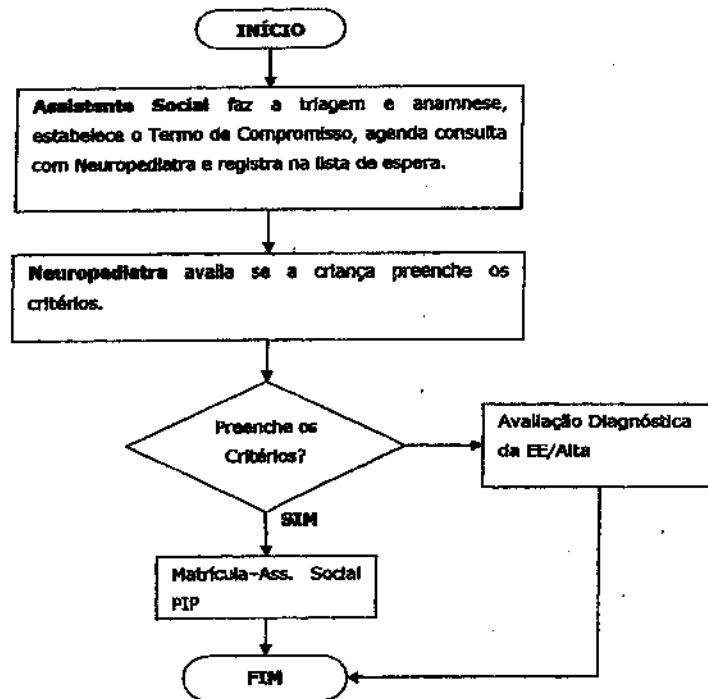 INÍCIO
Assistente Social faz a triagem e anamnese,
estabelece o Termo de Compromisso, agenda consulta
com Neuropediatra e registra na lista de espera.
Neuropediatra avalia se a criança preenche os
critérios.
Preenche os
Critérios?
Avaliação Diagnóstica
da EE/Alta
SIM
Matrícula-Ass. Social
PIP
FIM